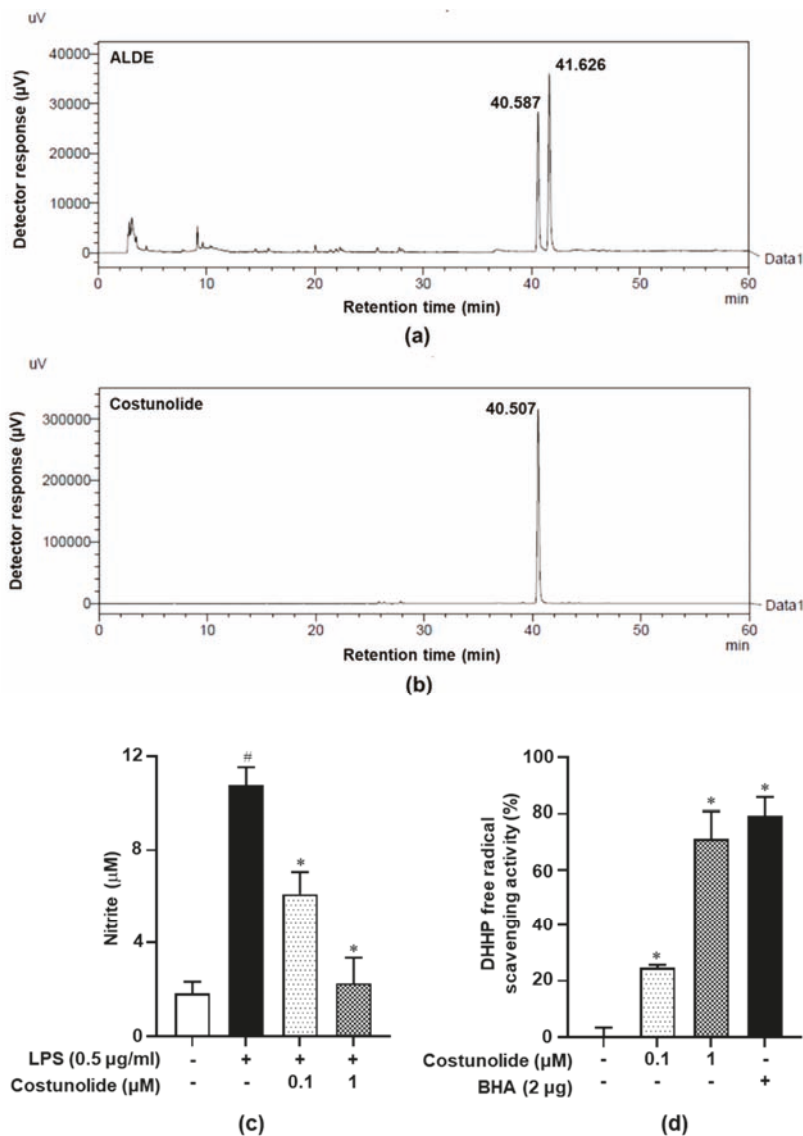 uV
40000
30000
20000
10000
0
Detector response (µV)
ALDE
40.587
41.626
Data1
0 10 20 30 40 50 60
min
Retention time (min)
(a)
uV
300000
200000
100000
0
Detector response (µV)
Costunolide
40.507
Data1
0 10 20 30 40 50 60
min
Retention time (min)
(b)
12
8
4
0
Nitrite (µM)
#
*
*
LPS (0.5 µg/ml) - + + +
Costunolide (µM) - - 0.1 1
(c)
100
80
60
40
20
0
DHHP free radical
scavenging activity (%)
*
*
*
Costunolide (µM) - 0.1 1 -
BHA (2 µg) - - - +
(d)